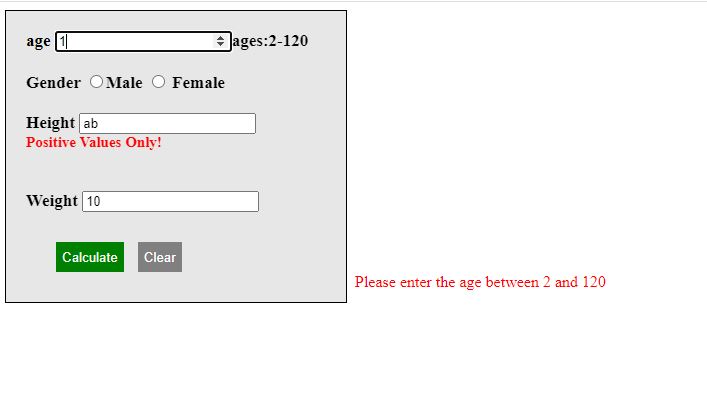 age 1 ages:2-120
Gender Male Female
Height ab
Positive Values Only!
Weight 10
Calculate Clear
Please enter the age between 2 and 120